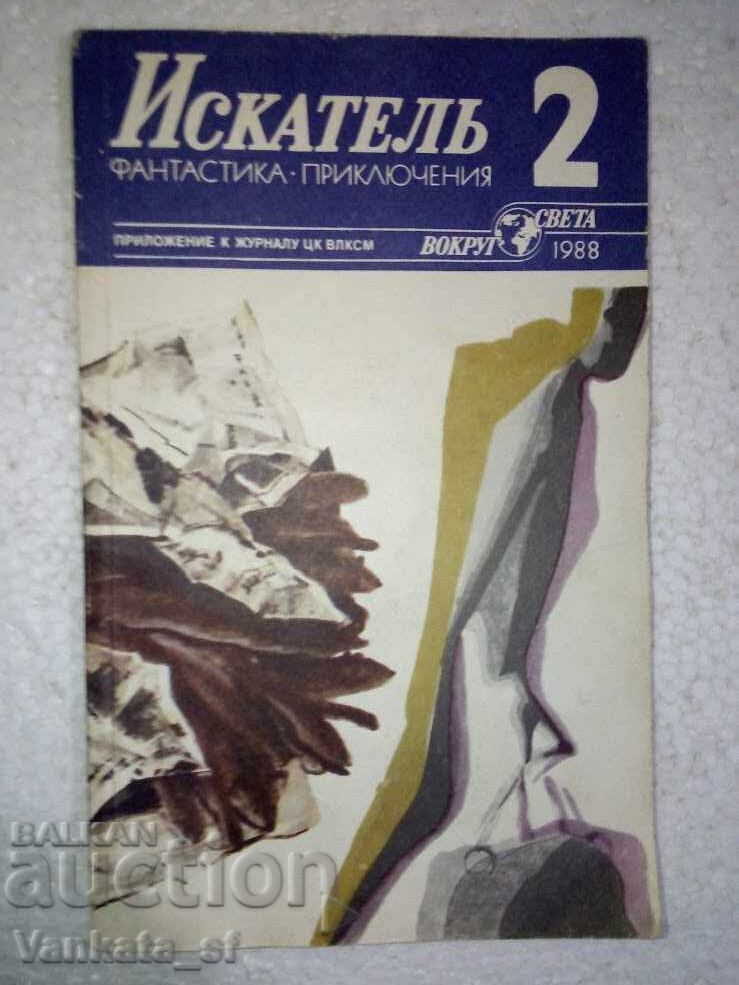 Искатель 2
ФАНТАСТИКА · ПРИКЛЮЧЕНИЯ
ПРИЛОЖЕНИЕ К ЖУРНАЛУ ЦК ВЛКСМ ВОКРУГ СВЕТА 1988
BALKAN
auction
Vankata_sf